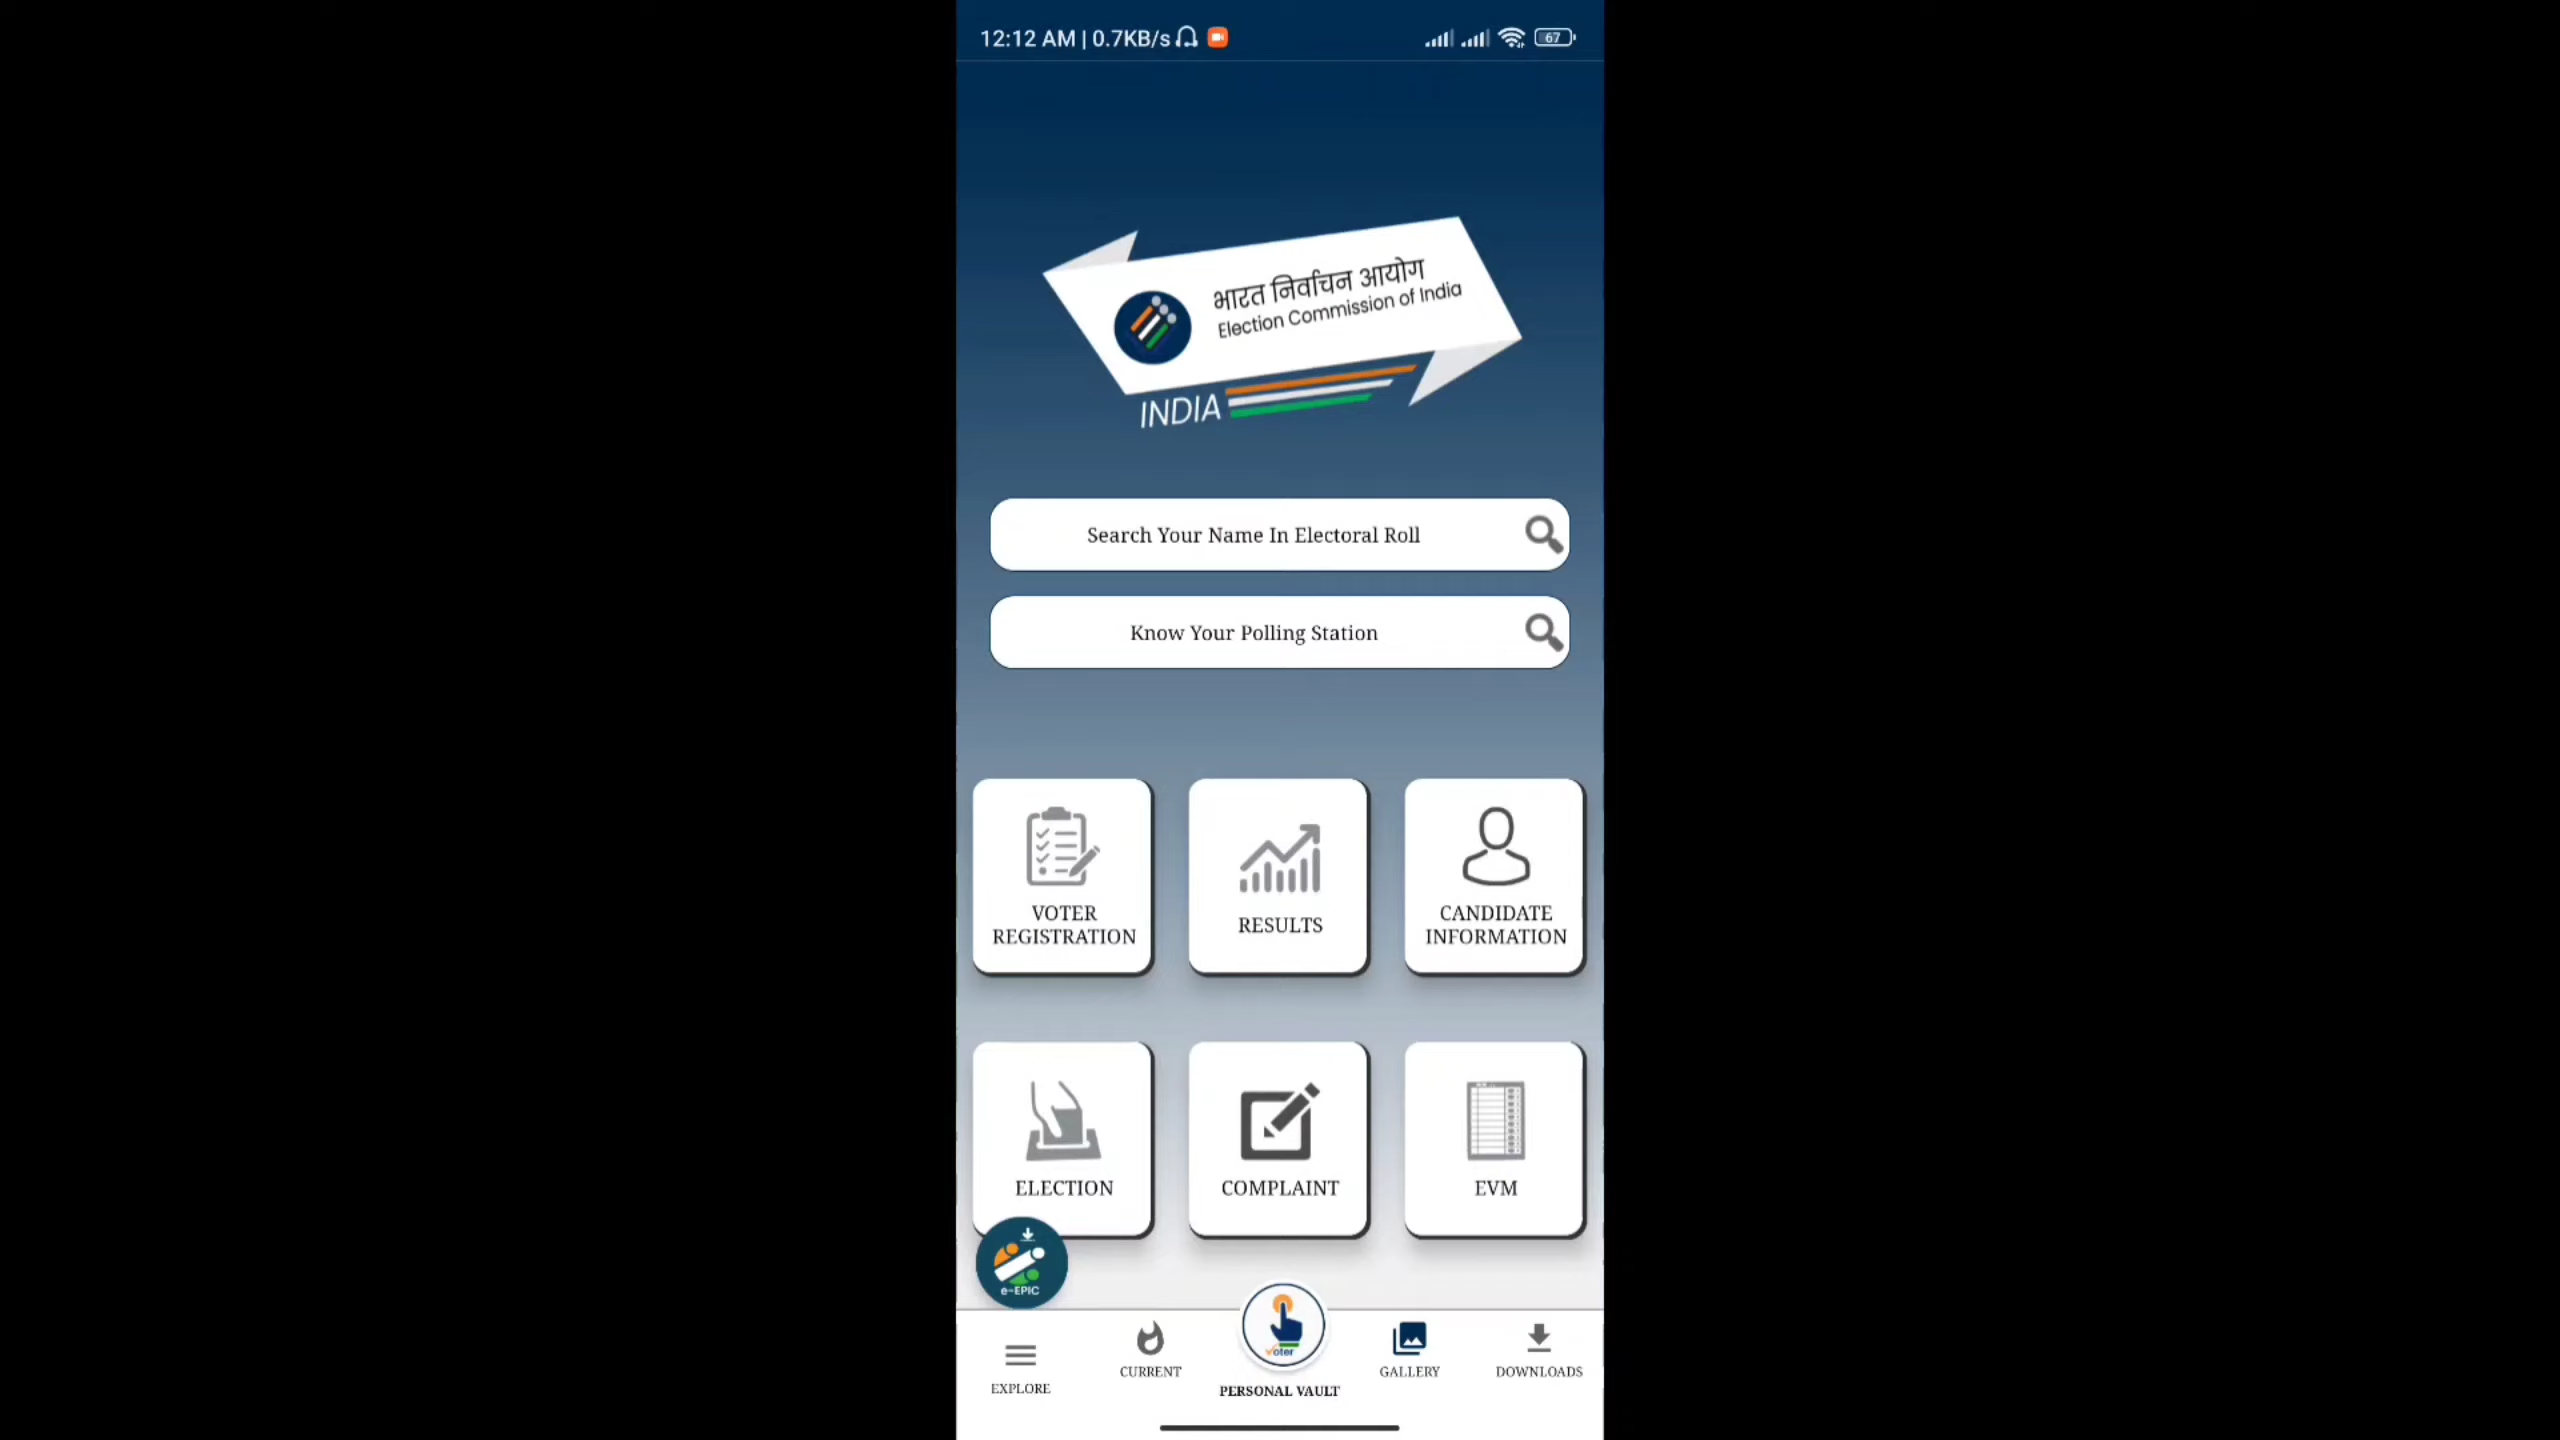 12:12 AM | 0.7KB/s
67
भारत निर्वाचन आयोग
Election Commission of India
INDIA
Search Your Name In Electoral Roll
Know Your Polling Station
VOTER
REGISTRATION
RESULTS
CANDIDATE
INFORMATION
ELECTION
COMPLAINT
EVM
e-EPIC
EXPLORE
CURRENT
Voter
PERSONAL VAULT
GALLERY
DOWNLOADS